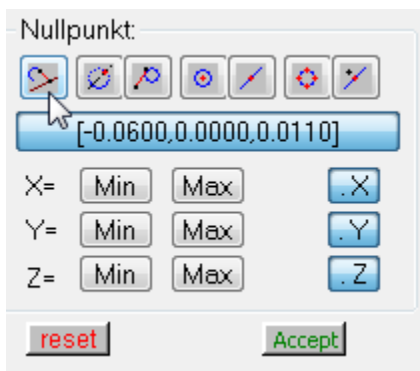 Nullpunkt:
[-0.0600,0.0000,0.0110]
X= Min Max .X
Y= Min Max .Y
Z= Min Max .Z
reset Accept